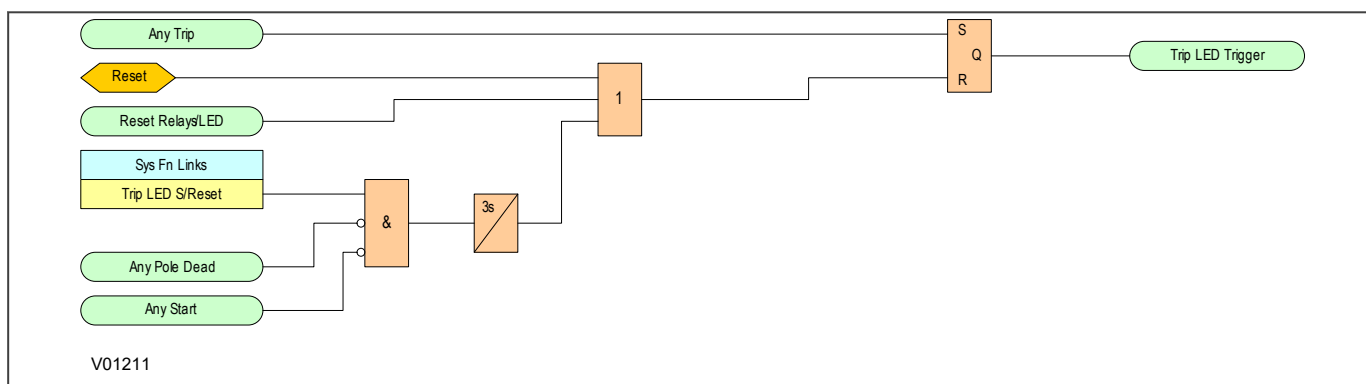 Any Trip
S
Q
R
Trip LED Trigger
Reset
1
Reset Relays/LED
Sys Fn Links
Trip LED S/Reset
&
3s
Any Pole Dead
Any Start
V01211